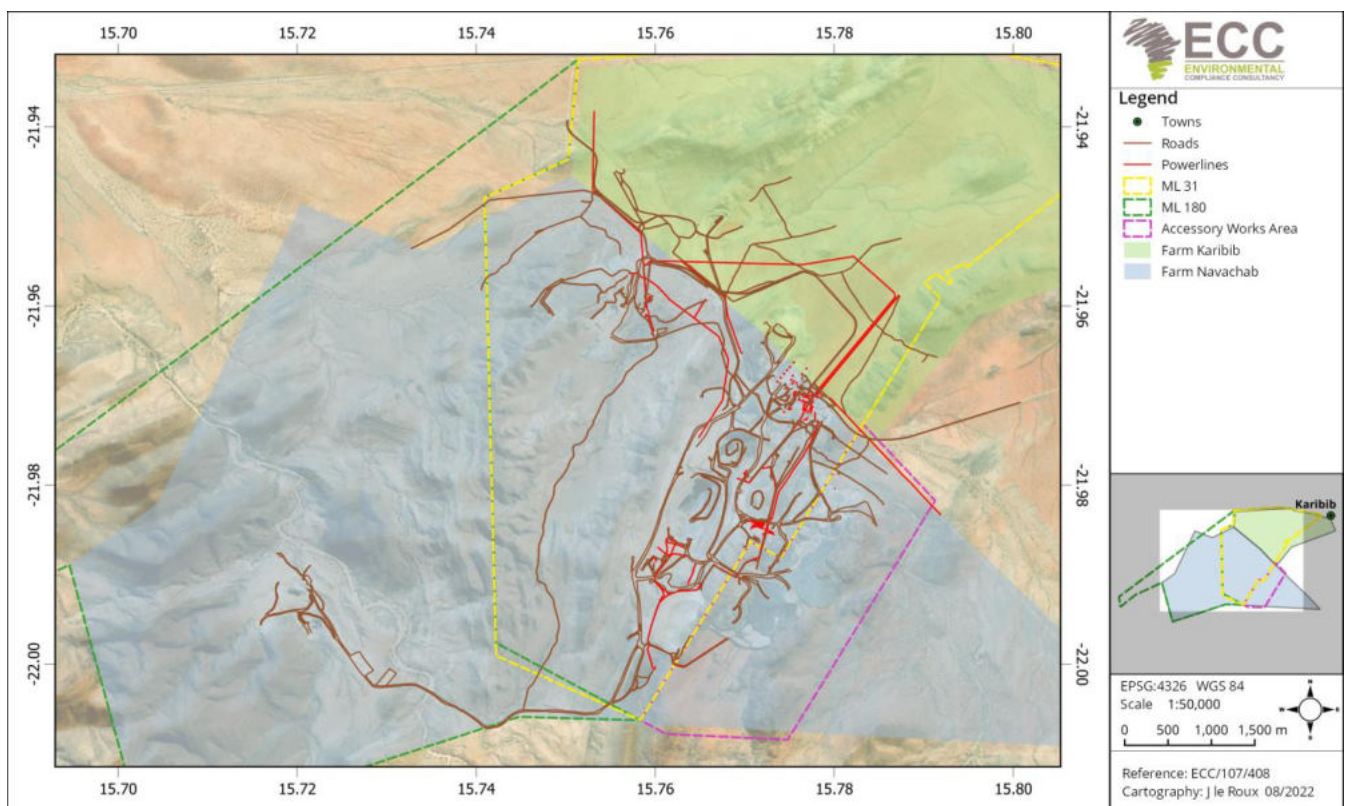 15.70 15.72 15.74 15.76 15.78 15.80
-21.94 -21.94
-21.96 -21.96
-21.98 -21.98
-22.00 -22.00
15.70 15.72 15.74 15.76 15.78 15.80
ECC
ENVIRONMENTAL
COMPLIANCE CONSULTANCY
Legend
Towns
Roads
Powerlines
ML 31
ML 180
Accessory Works Area
Farm Karibib
Farm Navachab
Karibib
EPSG:4326 WGS 84
Scale 1:50,000
N
W E
S
0 500 1,000 1,500 m
Reference: ECC/107/408
Cartography: J le Roux 08/2022